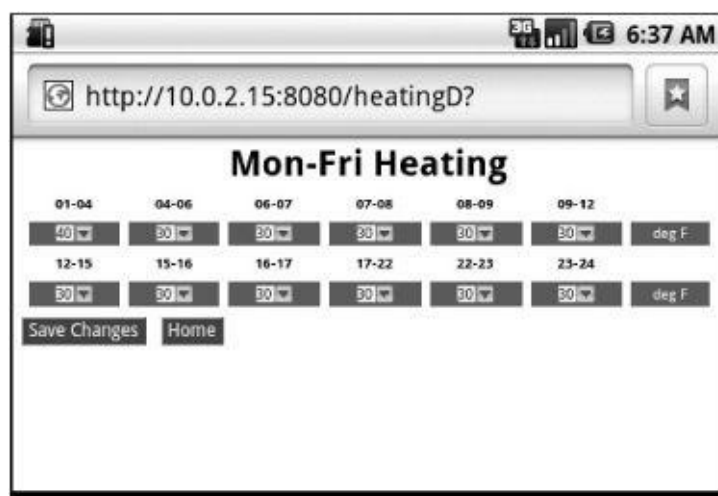 3G 6:37 AM
http://10.0.2.15:8080/heatingD?
Mon-Fri Heating
01-04 04-06 06-07 07-08 08-09 09-12
40 30 30 30 30 30 deg F
12-15 15-16 16-17 17-22 22-23 23-24
30 30 30 30 30 30 deg F
Save Changes Home